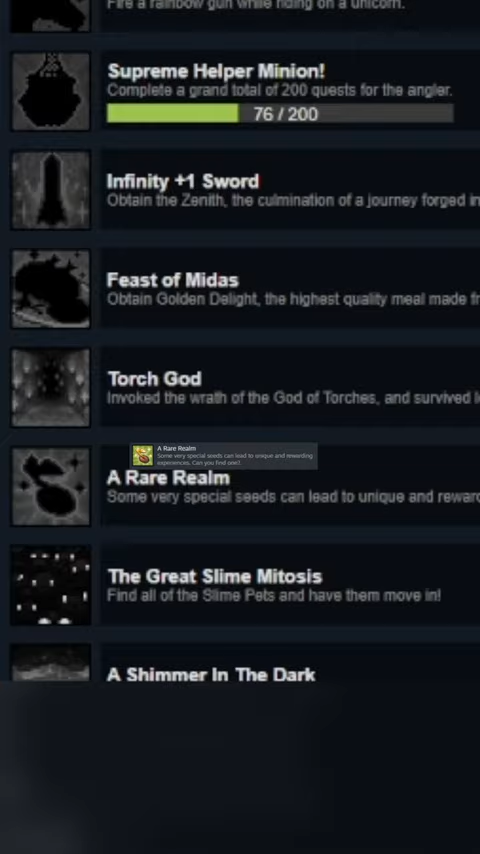 Fire a rainbow gun while riding on a unicorn.
Supreme Helper Minion!
Complete a grand total of 200 quests for the angler.
76 / 200
Infinity +1 Sword
Obtain the Zenith, the culmination of a journey forged in
Feast of Midas
Obtain Golden Delight, the highest quality meal made fr
Torch God
Invoked the wrath of the God of Torches, and survived
A Rare Realm
Some very special seeds can lead to unique and rewarding
experiences. Can you find one?
A Rare Realm
Some very special seeds can lead to unique and reward
The Great Slime Mitosis
Find all of the Slime Pets and have them move in!
A Shimmer In The Dark